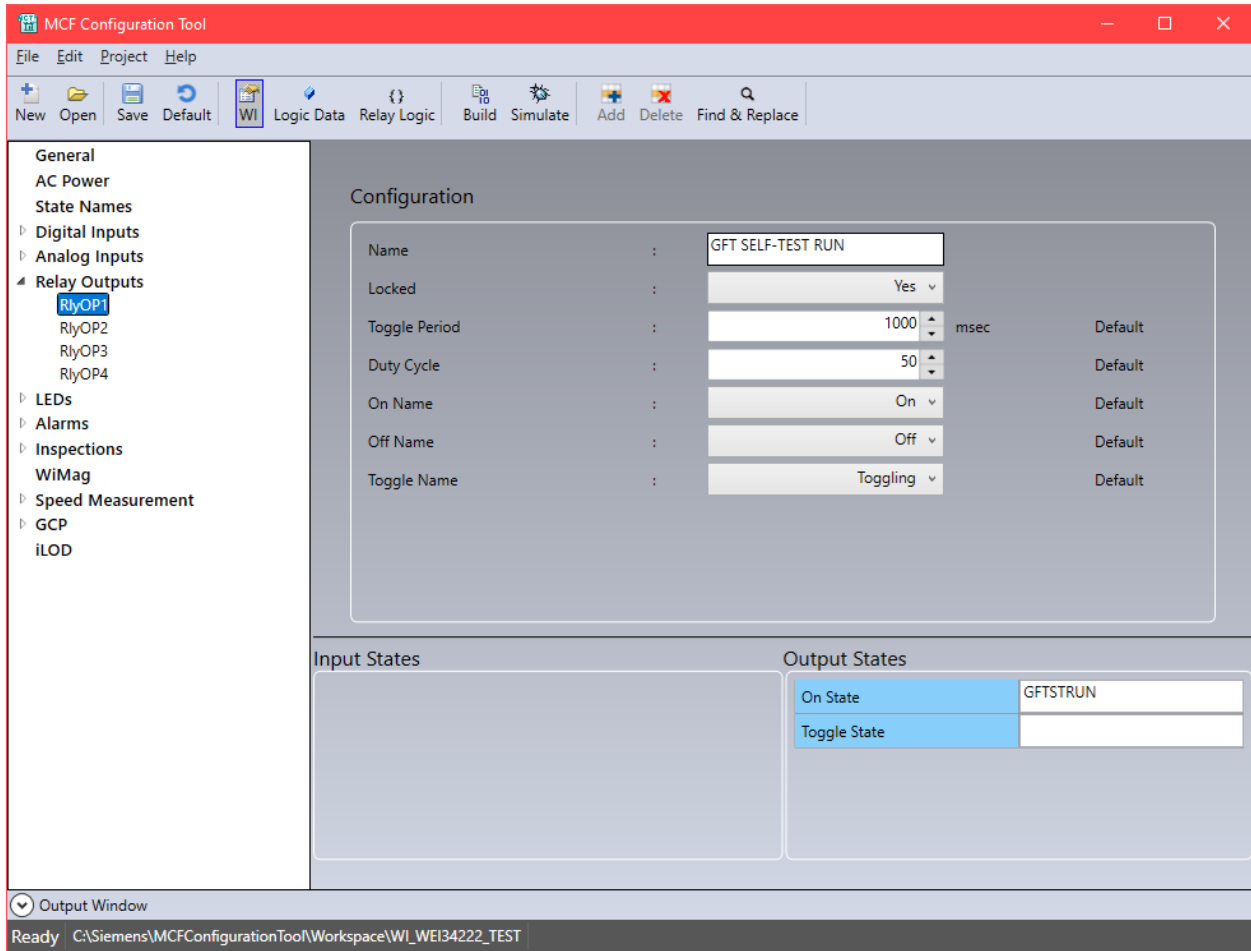 MCF Configuration Tool
File Edit Project Help
New Open Save Default WI Logic Data Relay Logic Build Simulate Add Delete Find & Replace
General
AC Power
State Names
Digital Inputs
Analog Inputs
Relay Outputs
RlyOP1
RlyOP2
RlyOP3
RlyOP4
LEDs
Alarms
Inspections
WiMag
Speed Measurement
GCP
iLOD
Configuration
Name : GFT SELF-TEST RUN
Locked : Yes
Toggle Period : 1000 msec Default
Duty Cycle : 50 Default
On Name : On Default
Off Name : Off Default
Toggle Name : Toggling Default
Input States
Output States
On State GFTSTRUN
Toggle State
Output Window
Ready C:\Siemens\MCFConfigurationTool\Workspace\WI_WEI34222_TEST